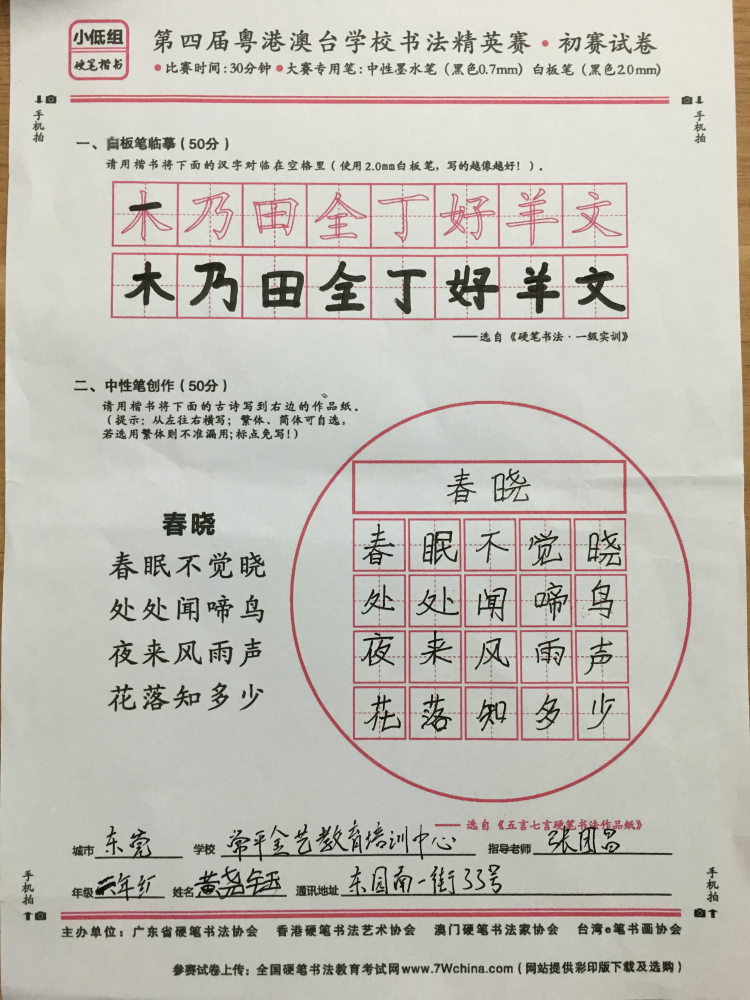 小低组
硬笔楷书
第四届粤港澳台学校书法精英赛·初赛试卷
●比赛时间:30分钟 ●大赛专用笔:中性墨水笔(黑色0.7mm) 白板笔(黑色2.0mm)
手机拍
手机拍
一、白板笔临摹(50分)
请用楷书将下面的汉字对临在空格里(使用2.0mm白板笔,写的越像越好!).
木乃田全丁好羊文
木乃田全丁好羊文
——选自《硬笔书法·一级实训》
二、中性笔创作(50分)
请用楷书将下面的古诗写到右边的作品纸.
(提示:从左往右横写;繁体、简体可自选,
若选用繁体则不准漏用;标点免写!)
春晓
春眠不觉晓
处处闻啼鸟
夜来风雨声
花落知多少
春晓
春眠不觉晓
处处闻啼鸟
夜来风雨声
花落知多少
—— 选自《五言七言硬笔书法作品纸》
城市 东莞 学校 常平金艺教育培训中心 指导老师 张团昌
年级 姓名 黄尧钰 通讯地址 东园南一街33号
手机拍
手机拍
主办单位:广东省硬笔书法协会 香港硬笔书法艺术协会 澳门硬笔书法家协会 台湾e笔书画协会
参赛试卷上传:全国硬笔书法教育考试网www.7Wchina.com(网站提供彩印版下载及选购)